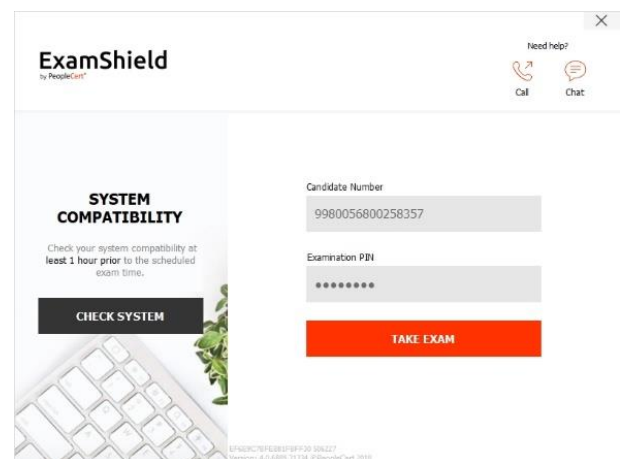 Need help?
ExamShield
by PeopleCert
Call
Chat
SYSTEM
COMPATIBILITY
Check your system compatibility at
least 1 hour prior to the scheduled
exam time.
CHECK SYSTEM
Candidate Number
9980056800258357
Examination PIN
●●●●●●●●
TAKE EXAM